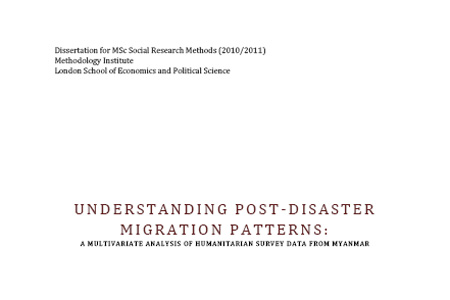 Dissertation for MSc Social Research Methods (2010/2011)
Methodology Institute
London School of Economics and Political Science
UNDERSTANDING POST-DISASTER
MIGRATION PATTERNS:
A MULTIVARIATE ANALYSIS OF HUMANITARIAN SURVEY DATA FROM MYANMAR